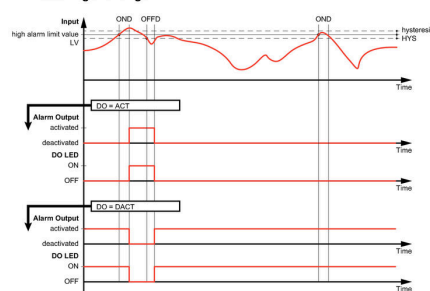 OND OFFD OND
Input
high alarm limit value
LV
hysteresi
HYS
Time
DO = ACT
Alarm Output
activated
deactivated
Time
DO LED
ON
OFF
Time
DO = DACT
Alarm Output
activated
deactivated
Time
DO LED
ON
OFF
Time